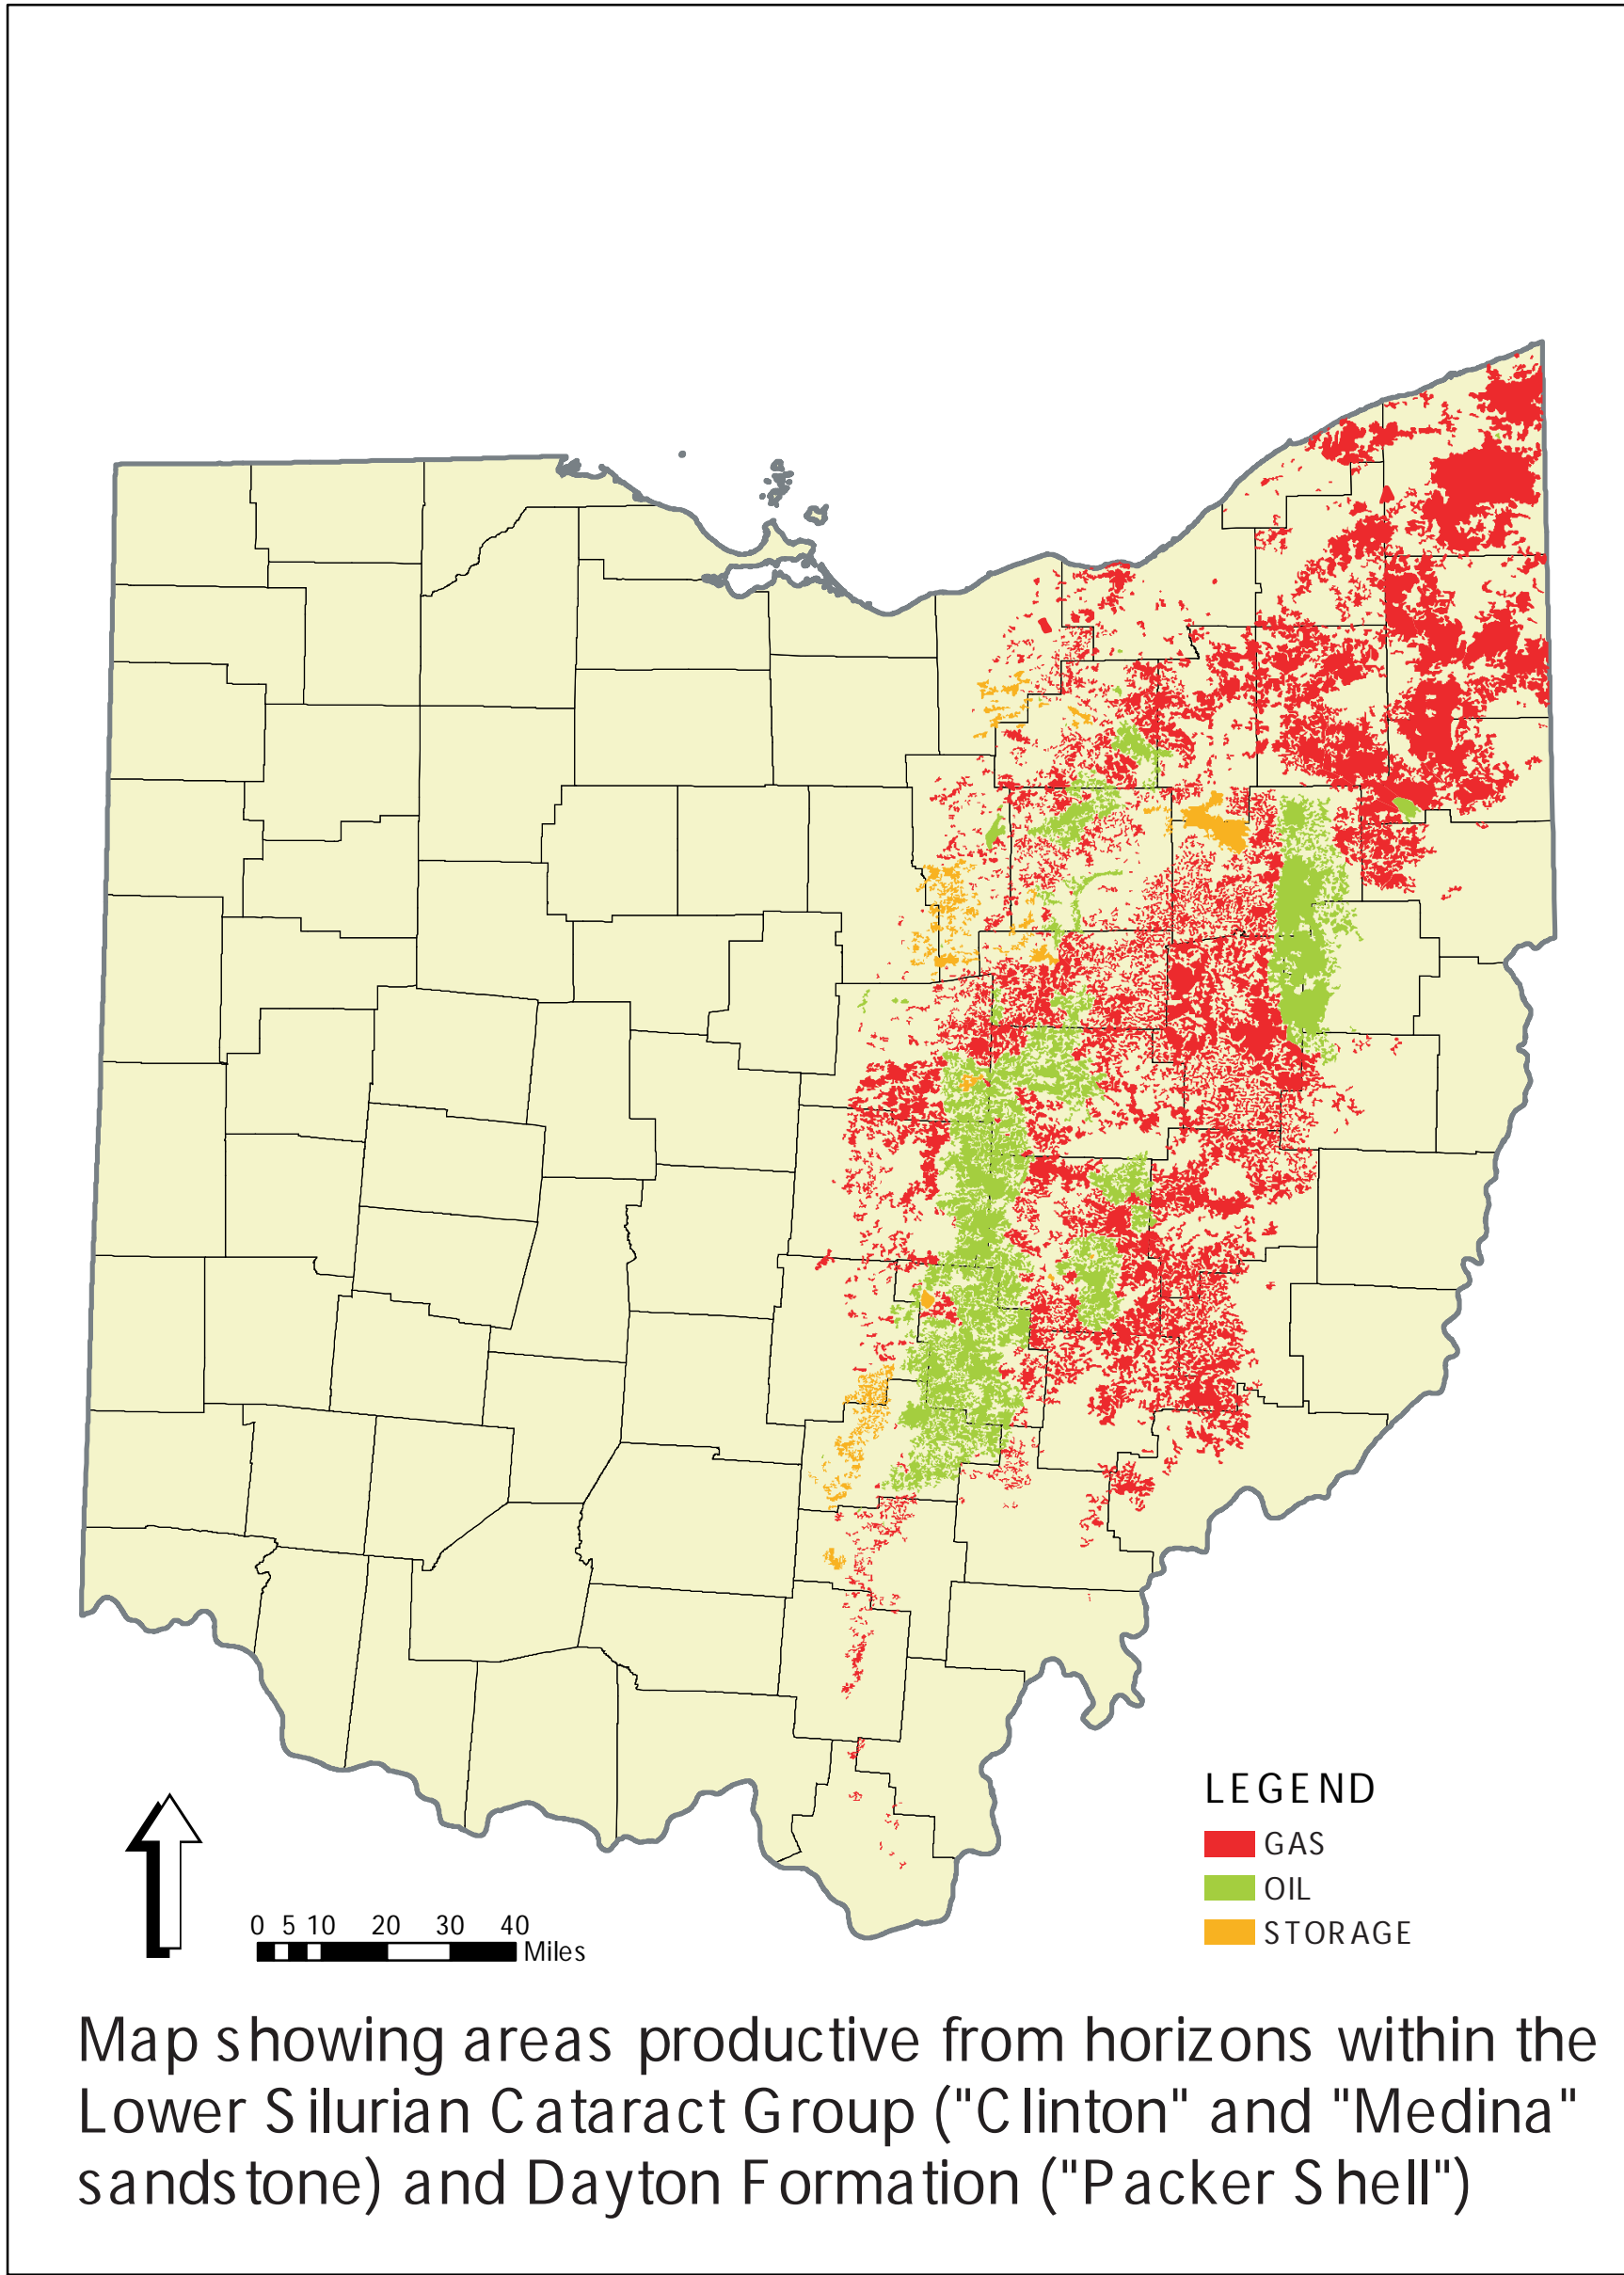 LEGEND
GAS
OIL
STORAGE
0 5 10 20 30 40
Miles
Map showing areas productive from horizons within the
Lower Silurian Cataract Group ("Clinton" and "Medina"
sandstone) and Dayton Formation ("Packer Shell")